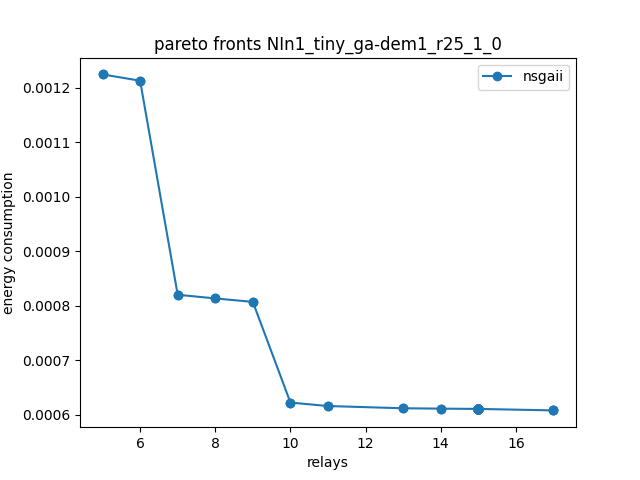 pareto fronts NIn1_tiny_ga-dem1_r25_1_0
nsgaii
0.0012
0.0011
0.0010
0.0009
0.0008
0.0007
0.0006
energy consumption
6 8 10 12 14 16
relays